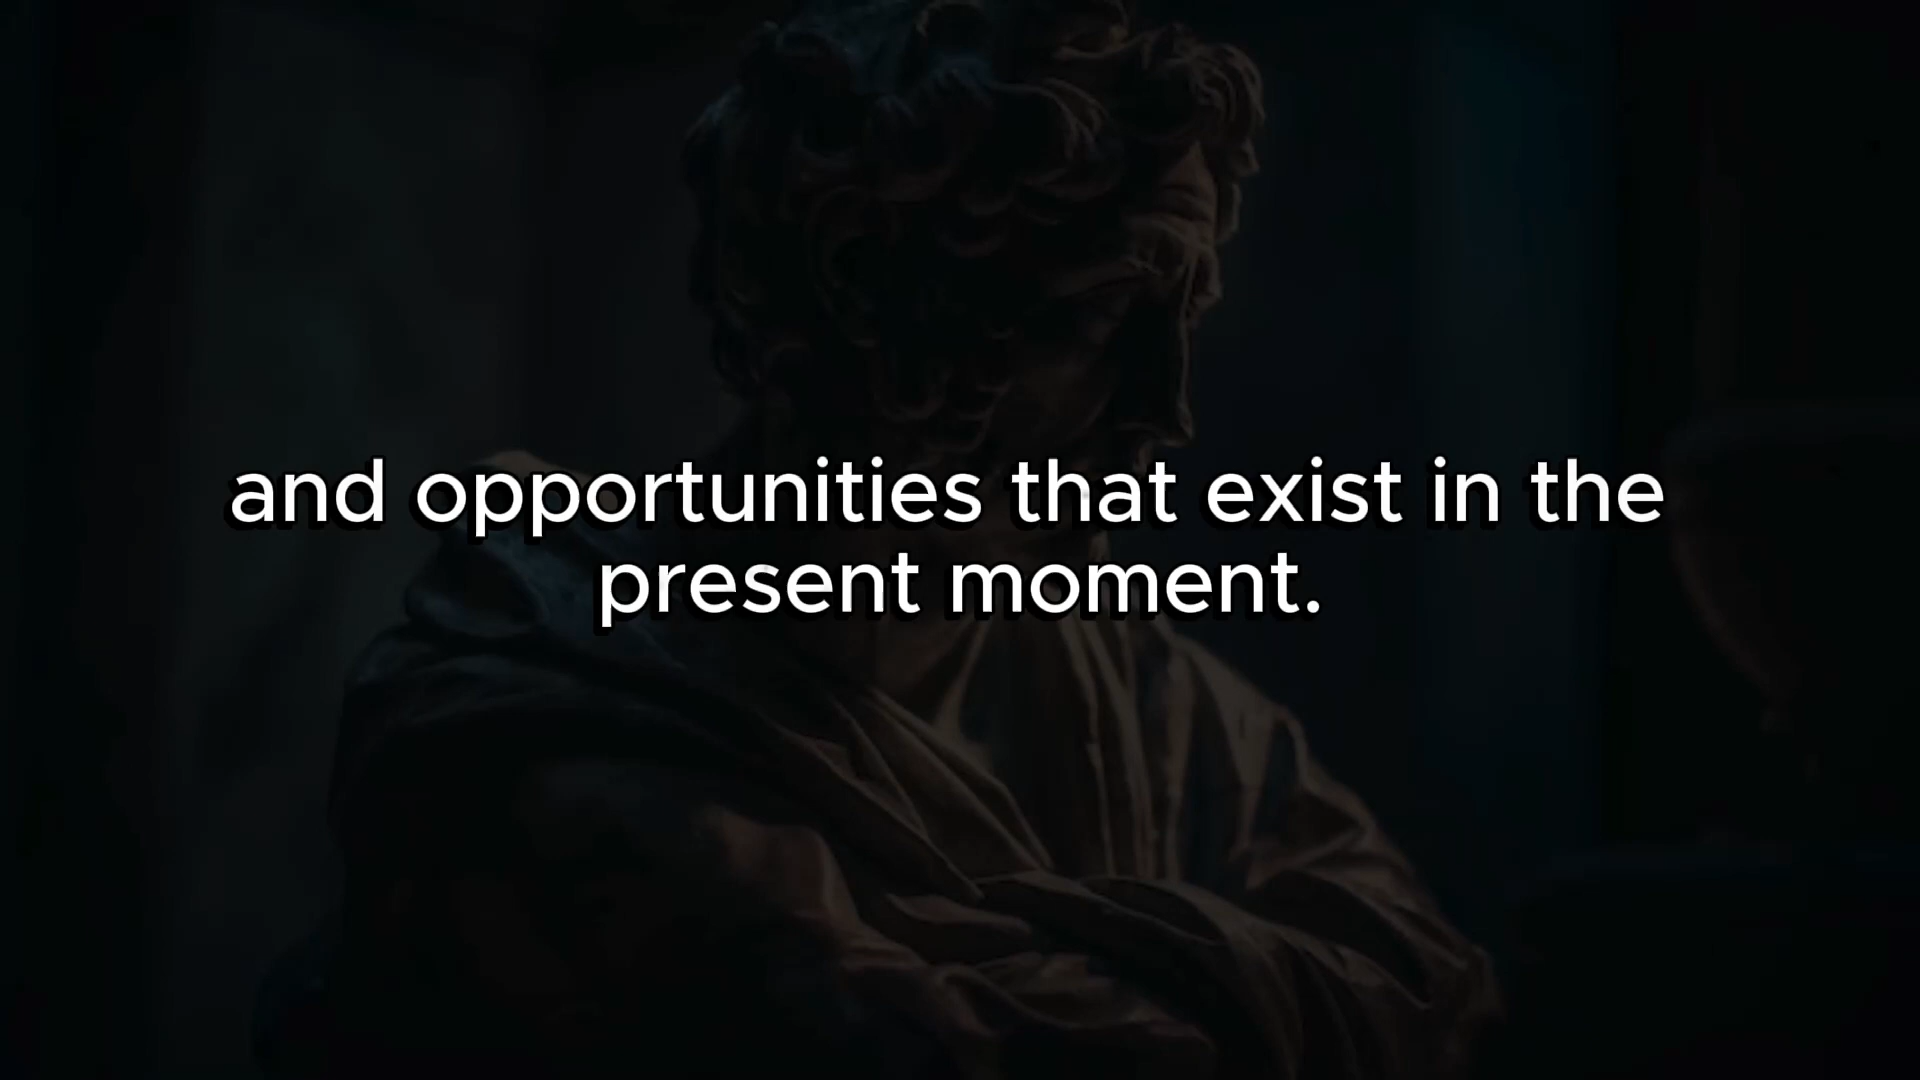 and opportunities that exist in the
present moment.